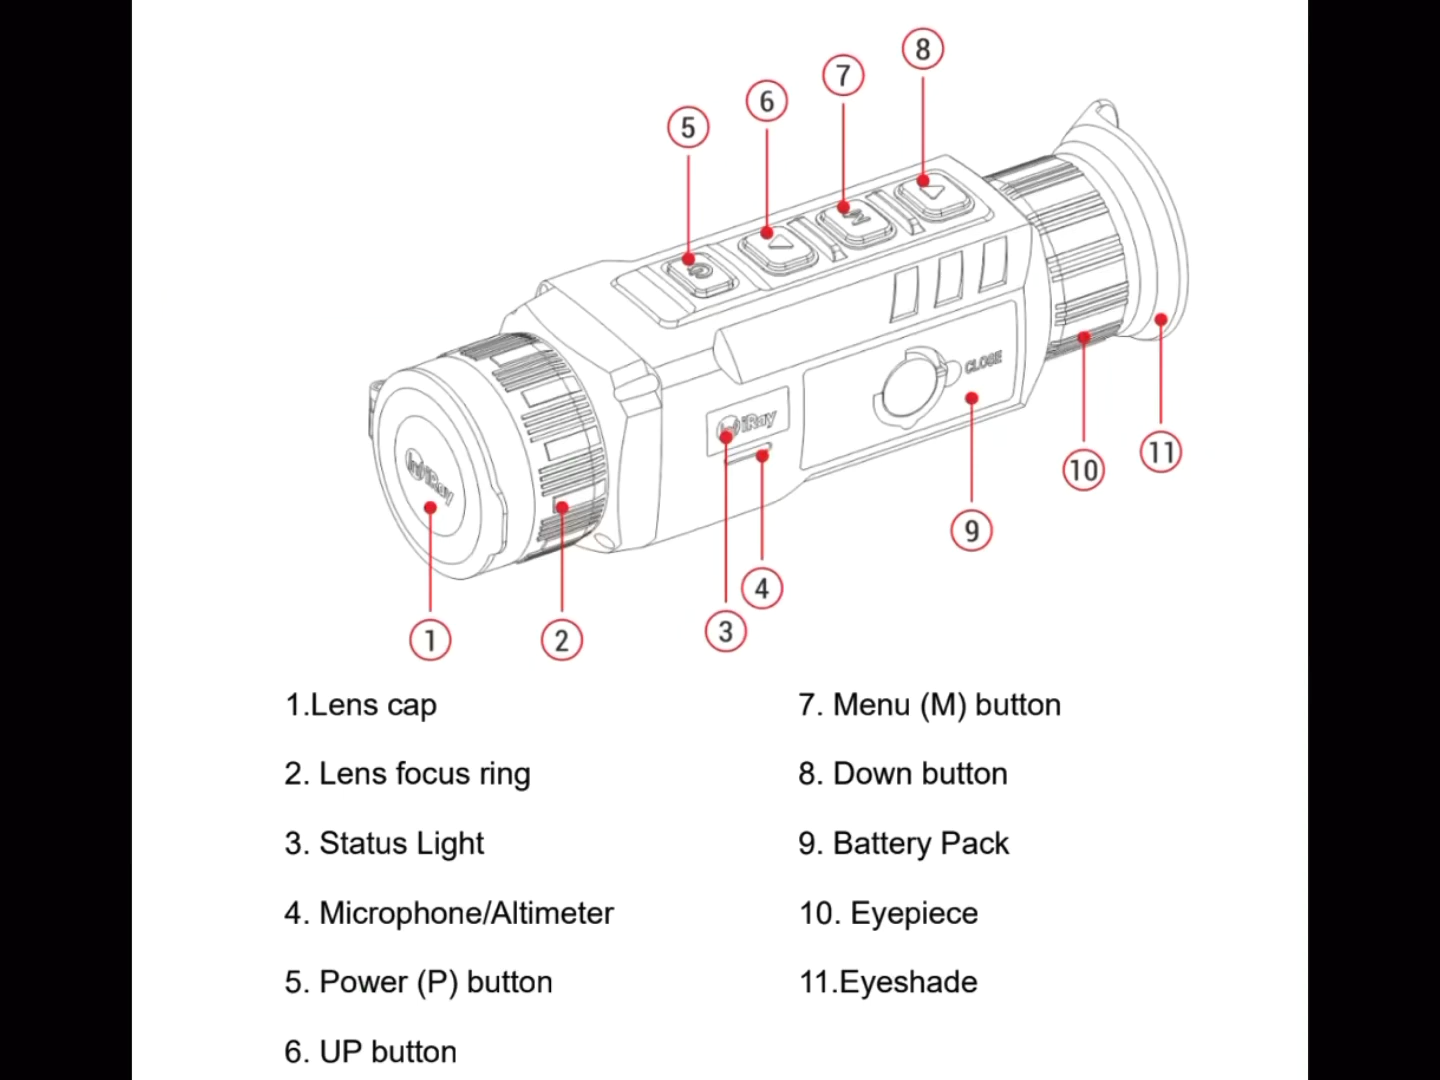 8
7
6
5
M
CLOSE
iRay
iRay
11
10
9
4
3
1
2
1.Lens cap
2. Lens focus ring
3. Status Light
4. Microphone/Altimeter
5. Power (P) button
6. UP button
7. Menu (M) button
8. Down button
9. Battery Pack
10. Eyepiece
11.Eyeshade